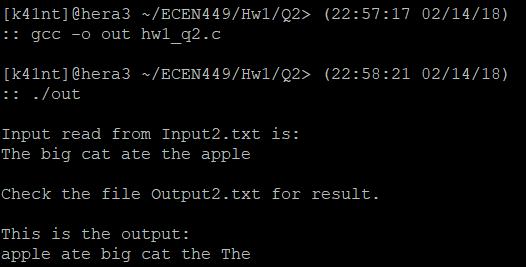 [k41nt]@hera3 ~/ECEN449/Hw1/Q2> (22:57:17 02/14/18)
:: gcc -o out hw1_q2.c
[k41nt]@hera3 ~/ECEN449/Hw1/Q2> (22:58:21 02/14/18)
:: ./out
Input read from Input2.txt is:
The big cat ate the apple
Check the file Output2.txt for result.
This is the output:
apple ate big cat the The